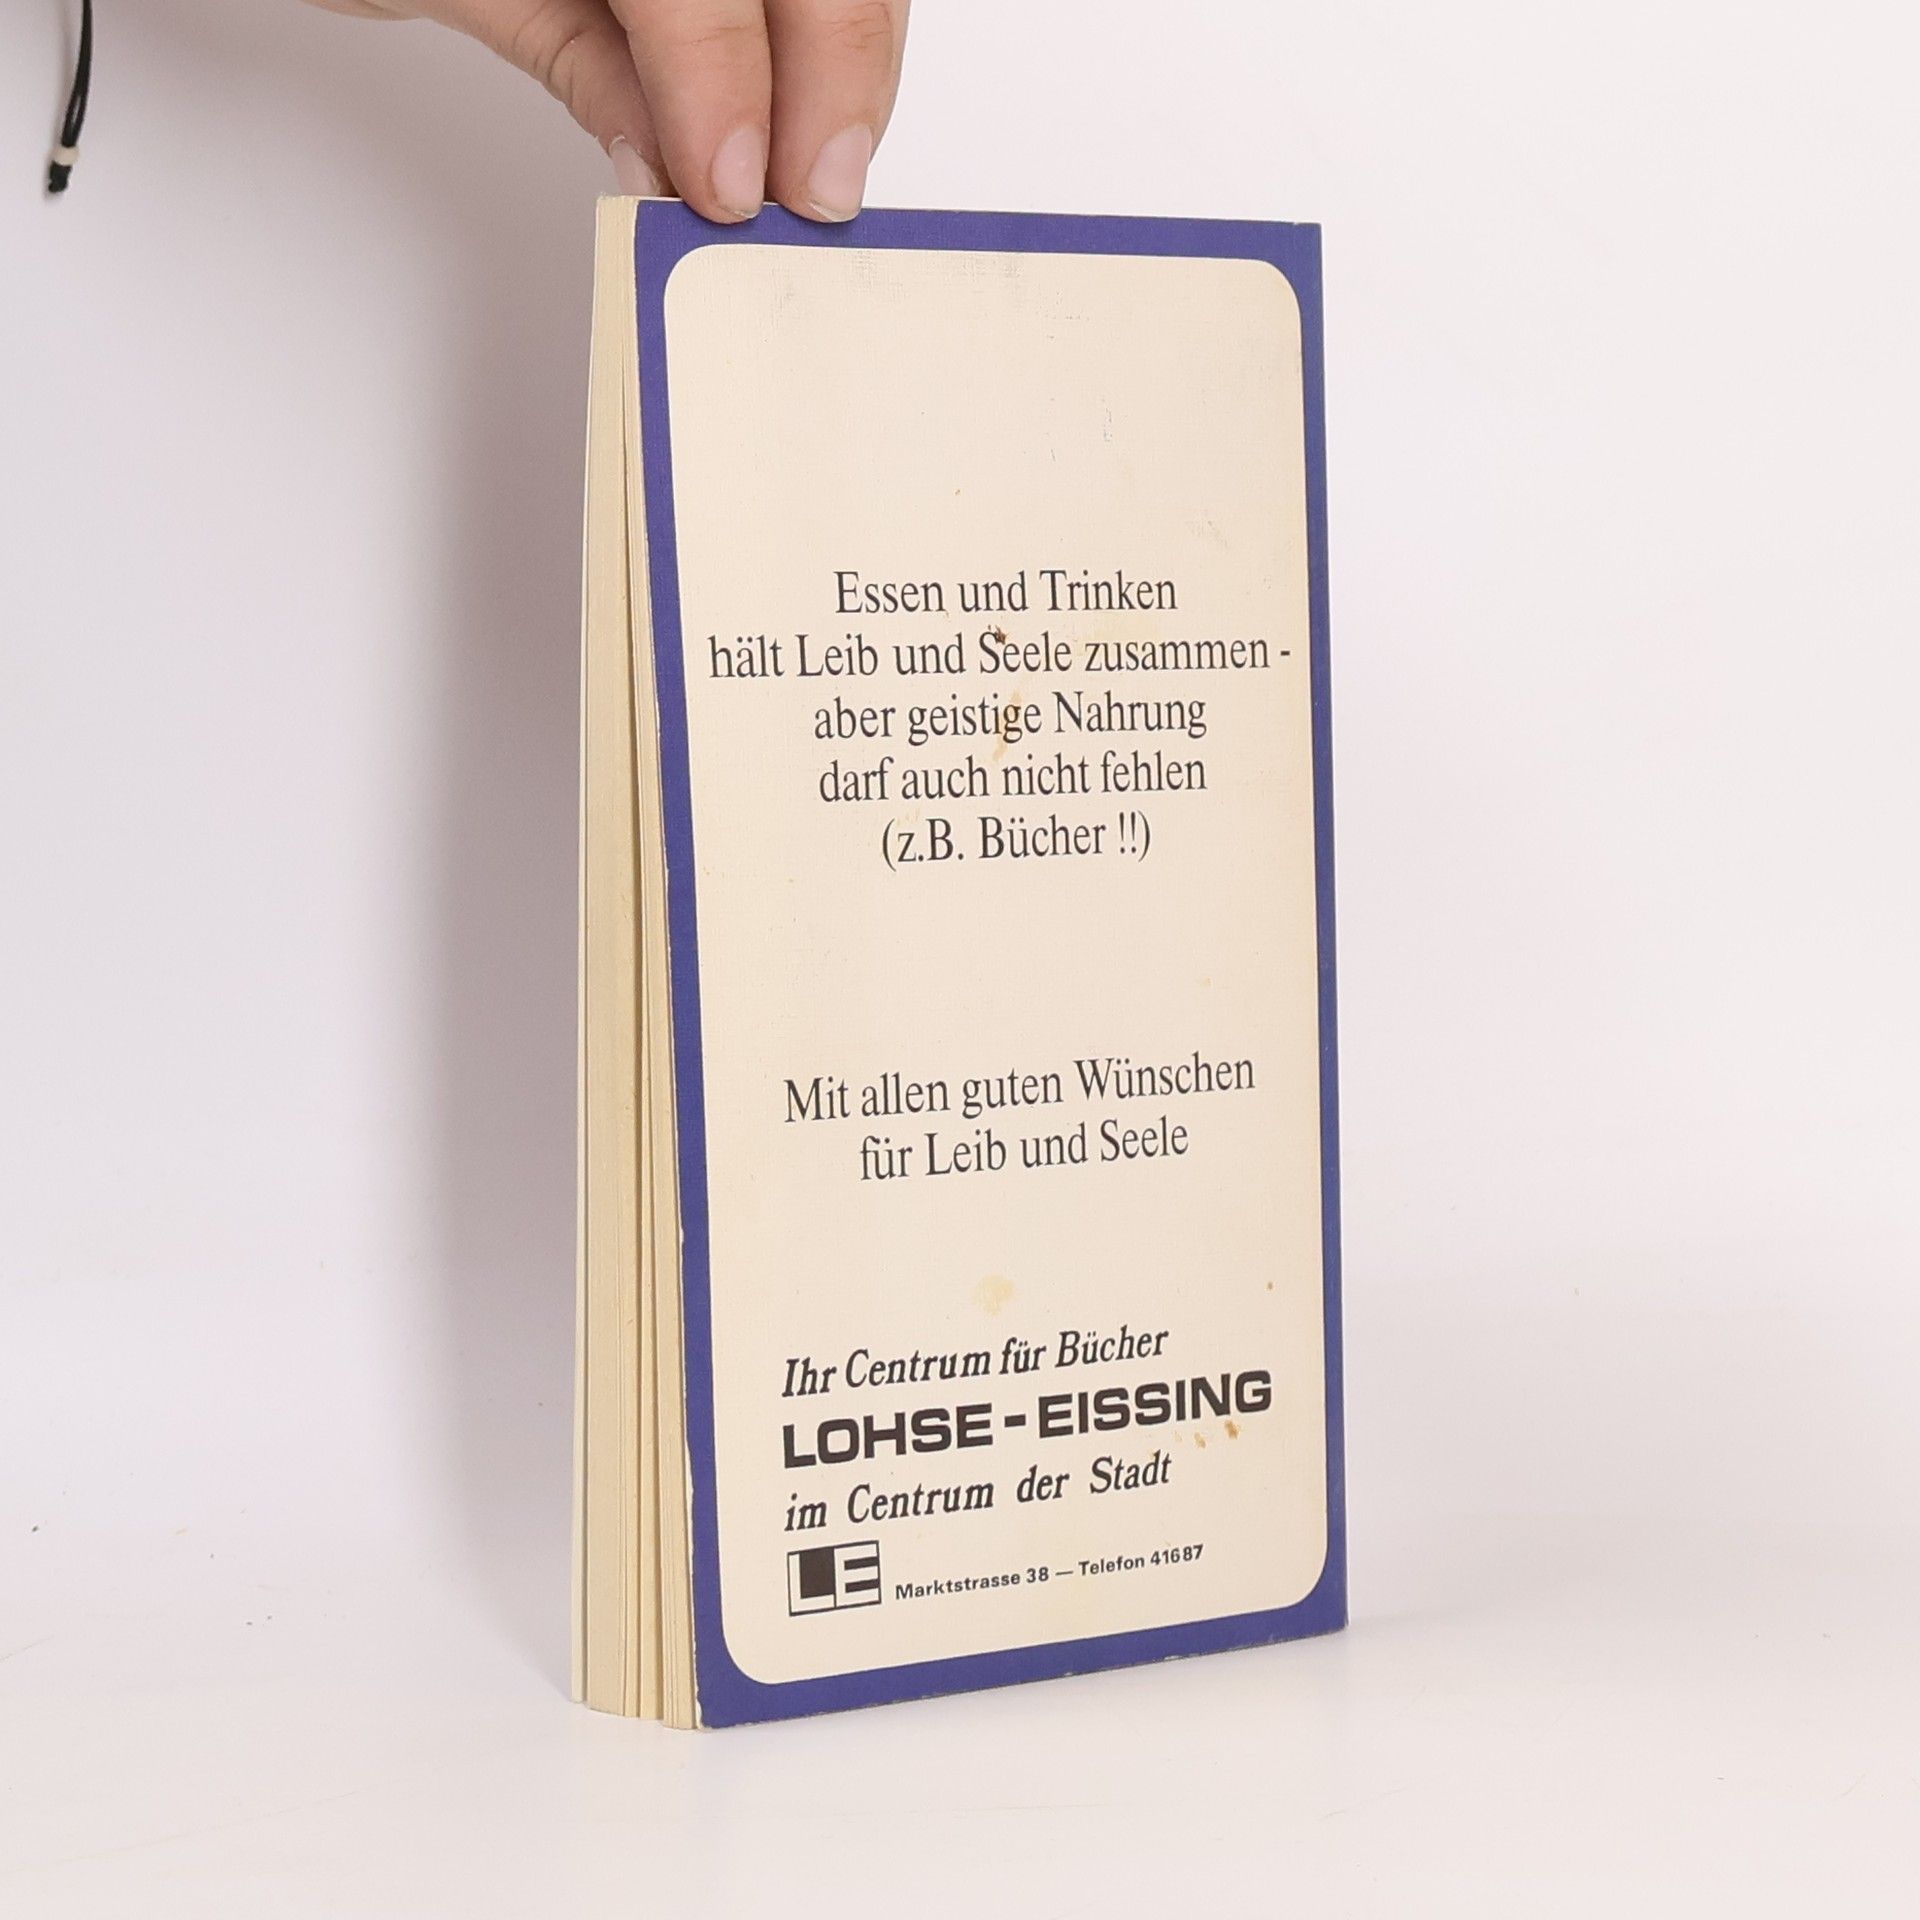 Essen und Trinken
hält Leib und Seele zusammen -
aber geistige Nahrung
darf auch nicht fehlen
(z.B. Bücher !!)
Mit allen guten Wünschen
für Leib und Seele
Ihr Centrum für Bücher
LOHSE-EISSING
im Centrum der Stadt
LE Marktstrasse 38 — Telefon 41687